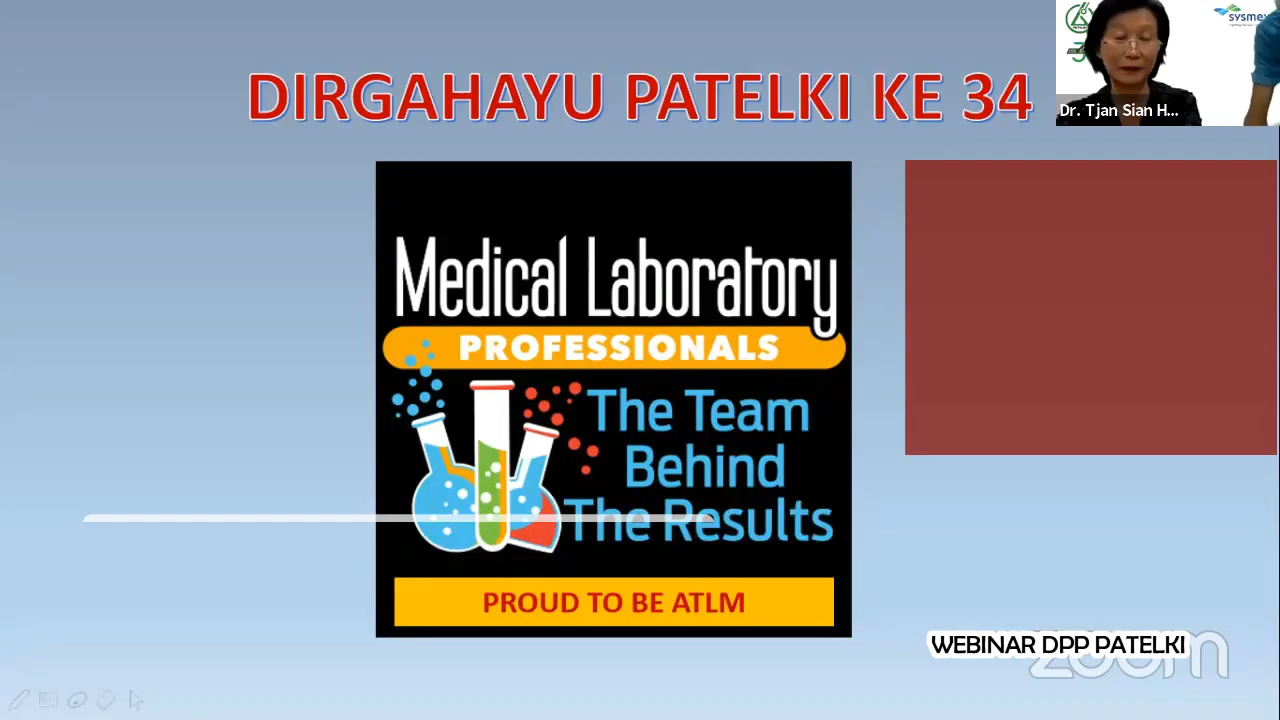 DIRGAHAYU PATELKI KE 34
sysmex
Dr. Tjan Sian H...
Medical Laboratory
PROFESSIONALS
The Team
Behind
The Results
PROUD TO BE ATLM
WEBINAR DPP PATELKI
zoom